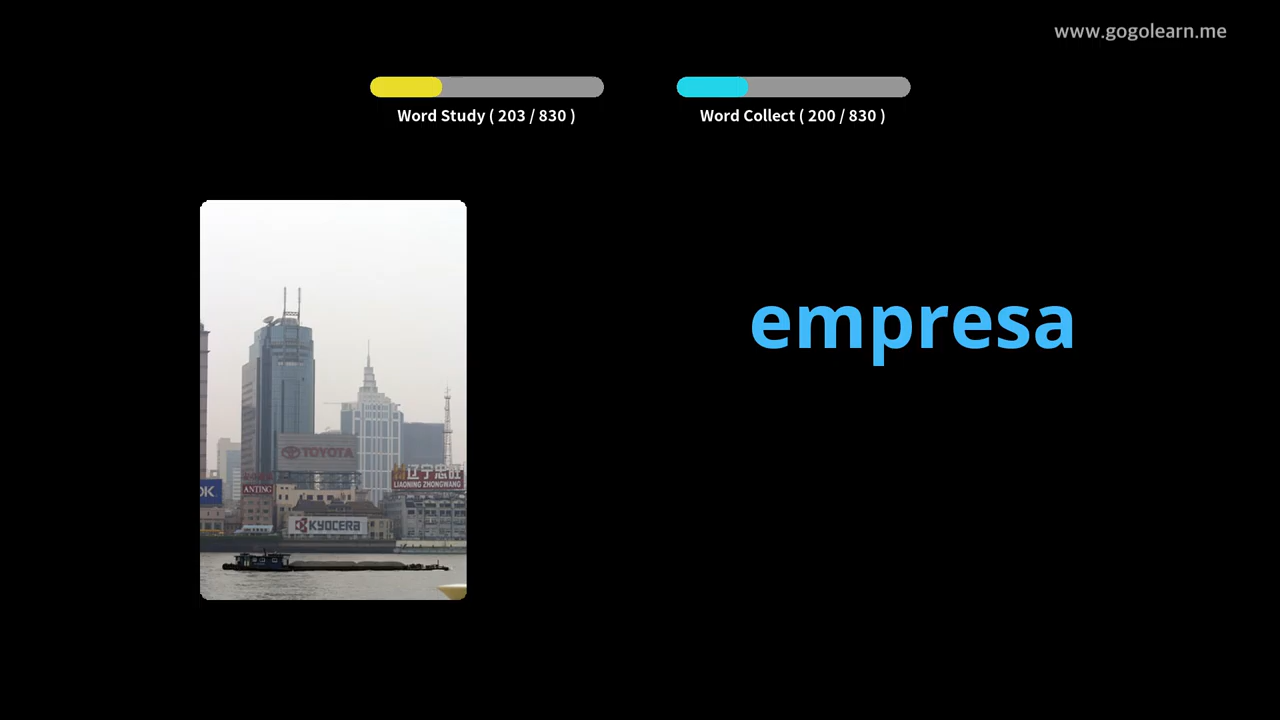 www.gogolearn.me
Word Study ( 203 / 830 )
Word Collect ( 200 / 830 )
empresa
TOYOTA
辽宁忠旺
LIAONING ZHONGWANG
ANTING
KYOCERA